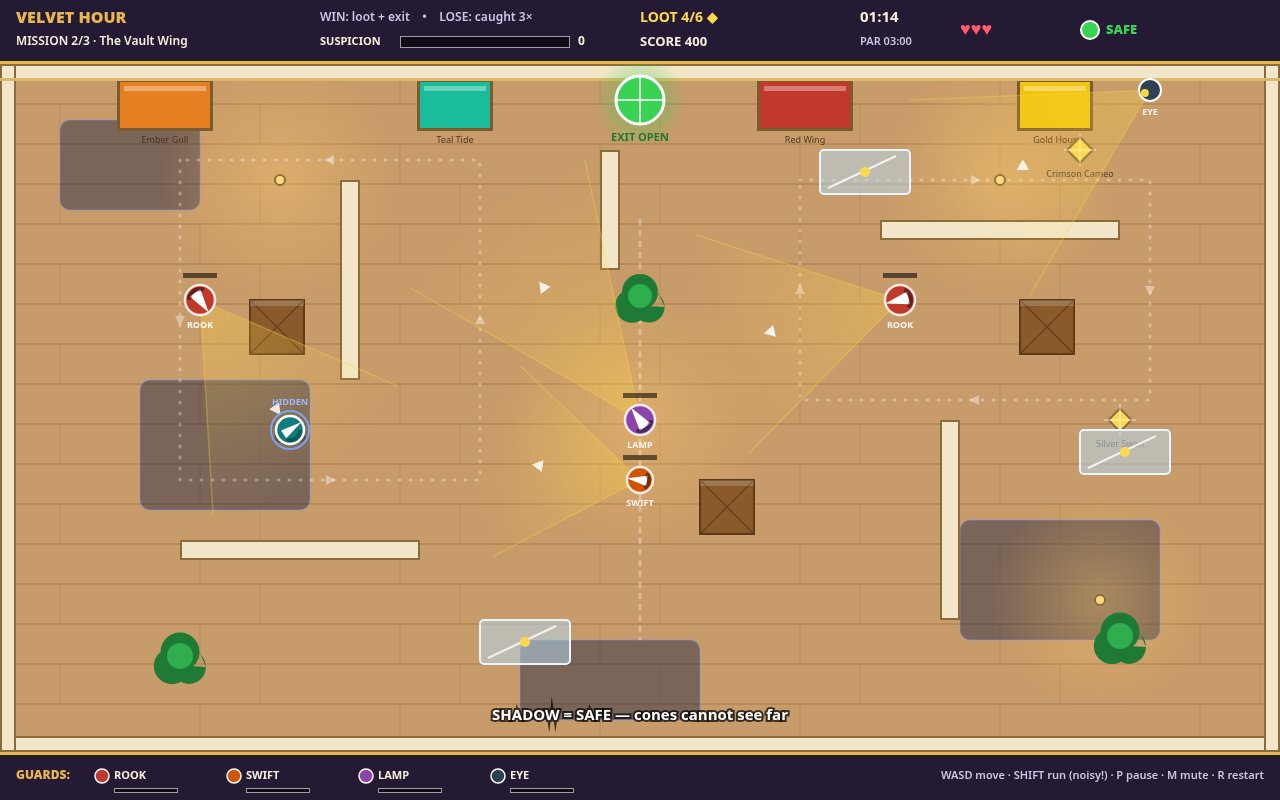 VELVET HOUR
WIN: loot + exit • LOSE: caught 3×
LOOT 4/6 ◆
01:14
♥♥♥
SAFE
MISSION 2/3 · The Vault Wing
SUSPICION 0
SCORE 400
PAR 03:00
EYE
Ember Gull
Teal Tide
EXIT OPEN
Red Wing
Gold Hour
Crimson Cameo
ROOK
ROOK
HIDDEN
LAMP
Silver Swan
SWIFT
SHADOW = SAFE — cones cannot see far
GUARDS:
ROOK
SWIFT
LAMP
EYE
WASD move · SHIFT run (noisy!) · P pause · M mute · R restart